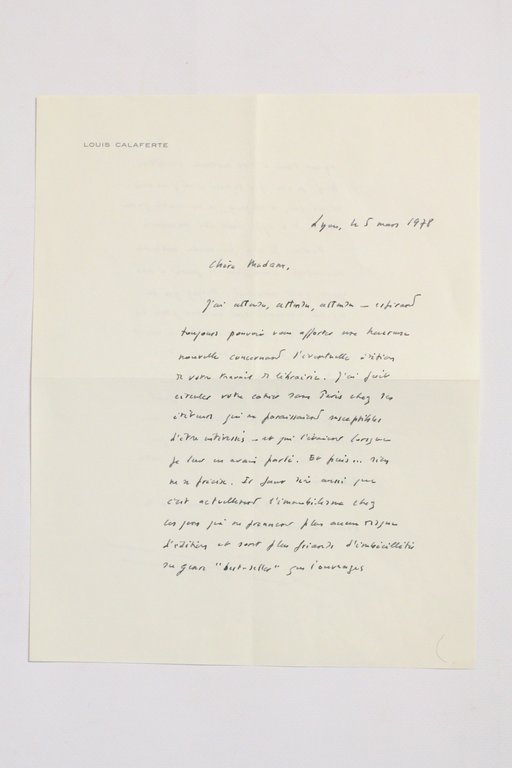 LOUIS CALAFERTE
Lyon, le 5 mars 1978
Chère Madame,
J'ai attendu, attendu, attendu – espérant
toujours pouvoir vous apporter une heureuse
nouvelle concernant l'éventuelle édition
de votre travail de librairie. J'ai fait
circuler votre cahier dans Paris chez des
éditeurs qui me paraissaient susceptibles
d'être intéressés – et qui l'étaient lorsque
je leur en avais parlé. Et puis... rien
ne se précise. Il faut dire aussi que
c'est actuellement l'immobilisme chez
les gens qui ne prennent plus aucun risque
d'édition et sont plus friands d'imbécillités
du genre "best-seller" que d'ouvrages